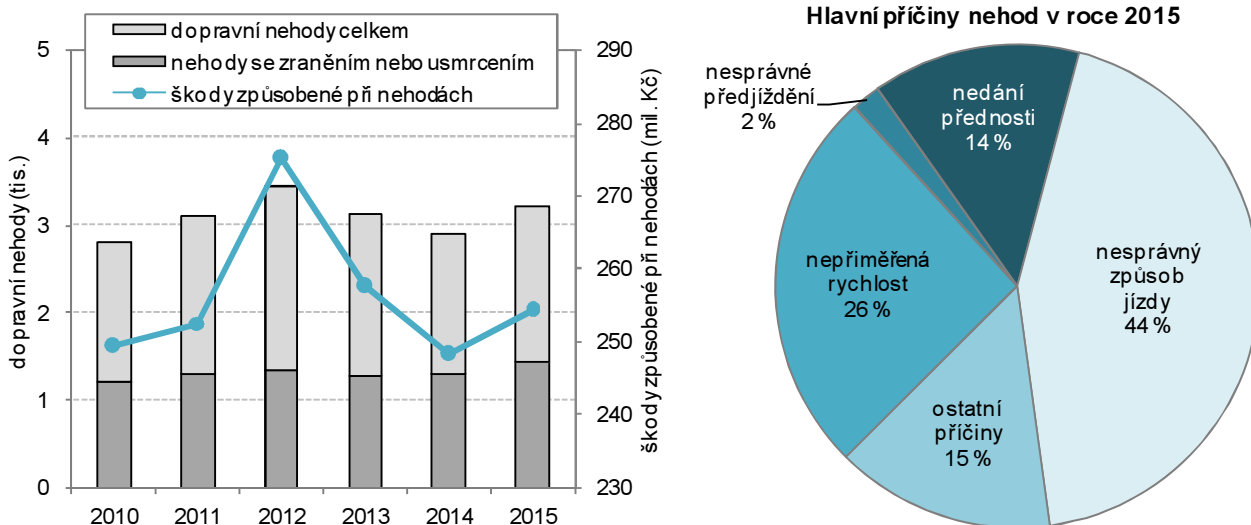 dopravní nehody celkem
nehody se zraněním nebo usmrcením
škody způsobené při nehodách
dopravní nehody (tis.)
5
4
3
2
1
0
2010 2011 2012 2013 2014 2015
290
280
270
260
250
240
230
škody způsobené při nehodách (mil. Kč)
Hlavní příčiny nehod v roce 2015
nesprávné
předjíždění
2 %
nedání
přednosti
14 %
nesprávný
způsob
jízdy
44 %
nepřiměřená
rychlost
26 %
ostatní
příčiny
15 %